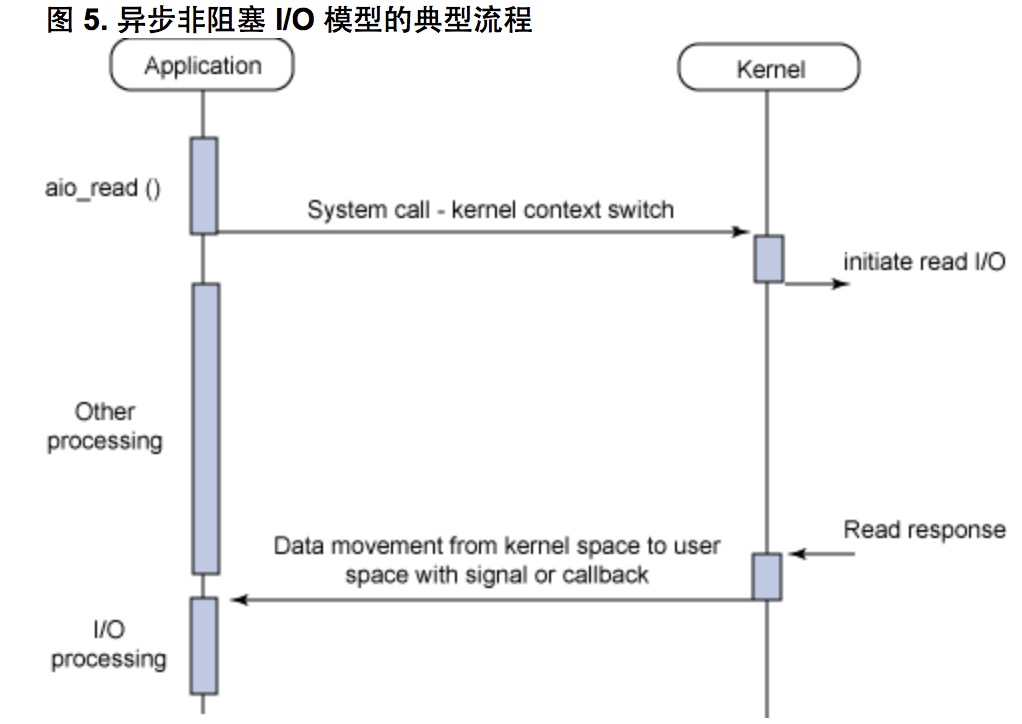 图 5. 异步非阻塞 I/O 模型的典型流程
Application
Kernel
aio_read ()
System call - kernel context switch
initiate read I/O
Other
processing
Read response
Data movement from kernel space to user
space with signal or callback
I/O
processing